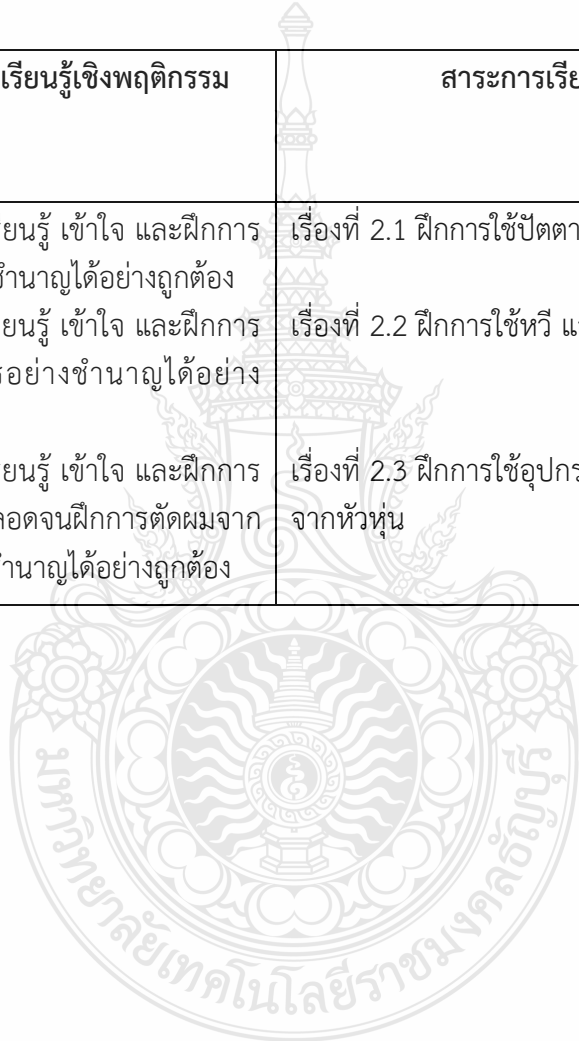 เรียนรู้เชิงพฤติกรรม
สาระการเรีย
ยนรู้ เข้าใจ และฝึกการ
ชำนาญได้อย่างถูกต้อง
ยนรู้ เข้าใจ และฝึกการ
อย่างชำนาญได้อย่าง
ยนรู้ เข้าใจ และฝึกการ
ลอดจนฝึกการตัดผมจาก
ชำนาญได้อย่างถูกต้อง
เรื่องที่ 2.1 ฝึกการใช้ปัตตา
เรื่องที่ 2.2 ฝึกการใช้หวี แ
เรื่องที่ 2.3 ฝึกการใช้อุปกร
จากหัวหุ่น
มหาวิทยาลัยเทคโนโลยีราชมงคลธัญบุรี